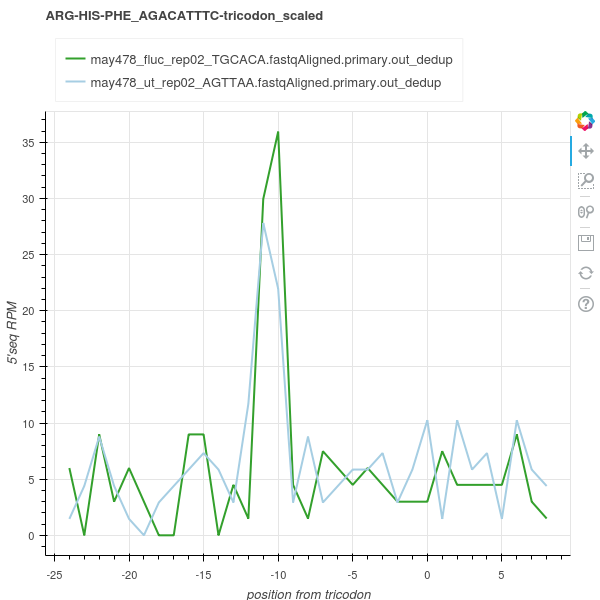 ARG-HIS-PHE_AGACATTTC-tricodon_scaled
may478_fluc_rep02_TGCACA.fastqAligned.primary.out_dedup
may478_ut_rep02_AGTTAA.fastqAligned.primary.out_dedup
35
30
25
20
15
10
5
0
5'seq RPM
-25 -20 -15 -10 -5 0 5
position from tricodon